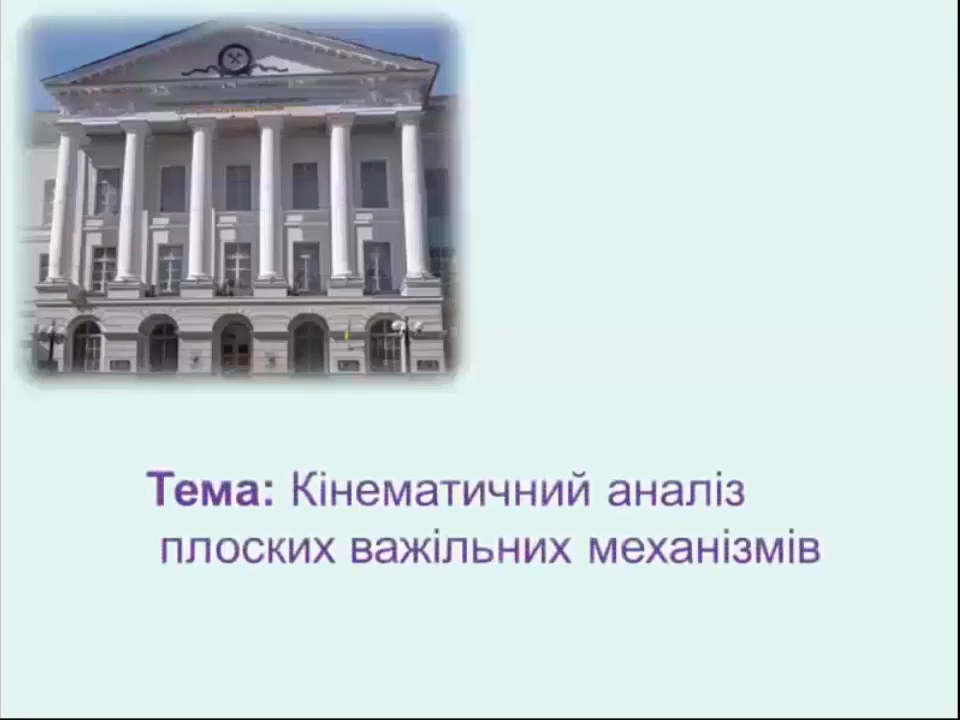 Тема: Кінематичний аналіз
плоских важільних механізмів